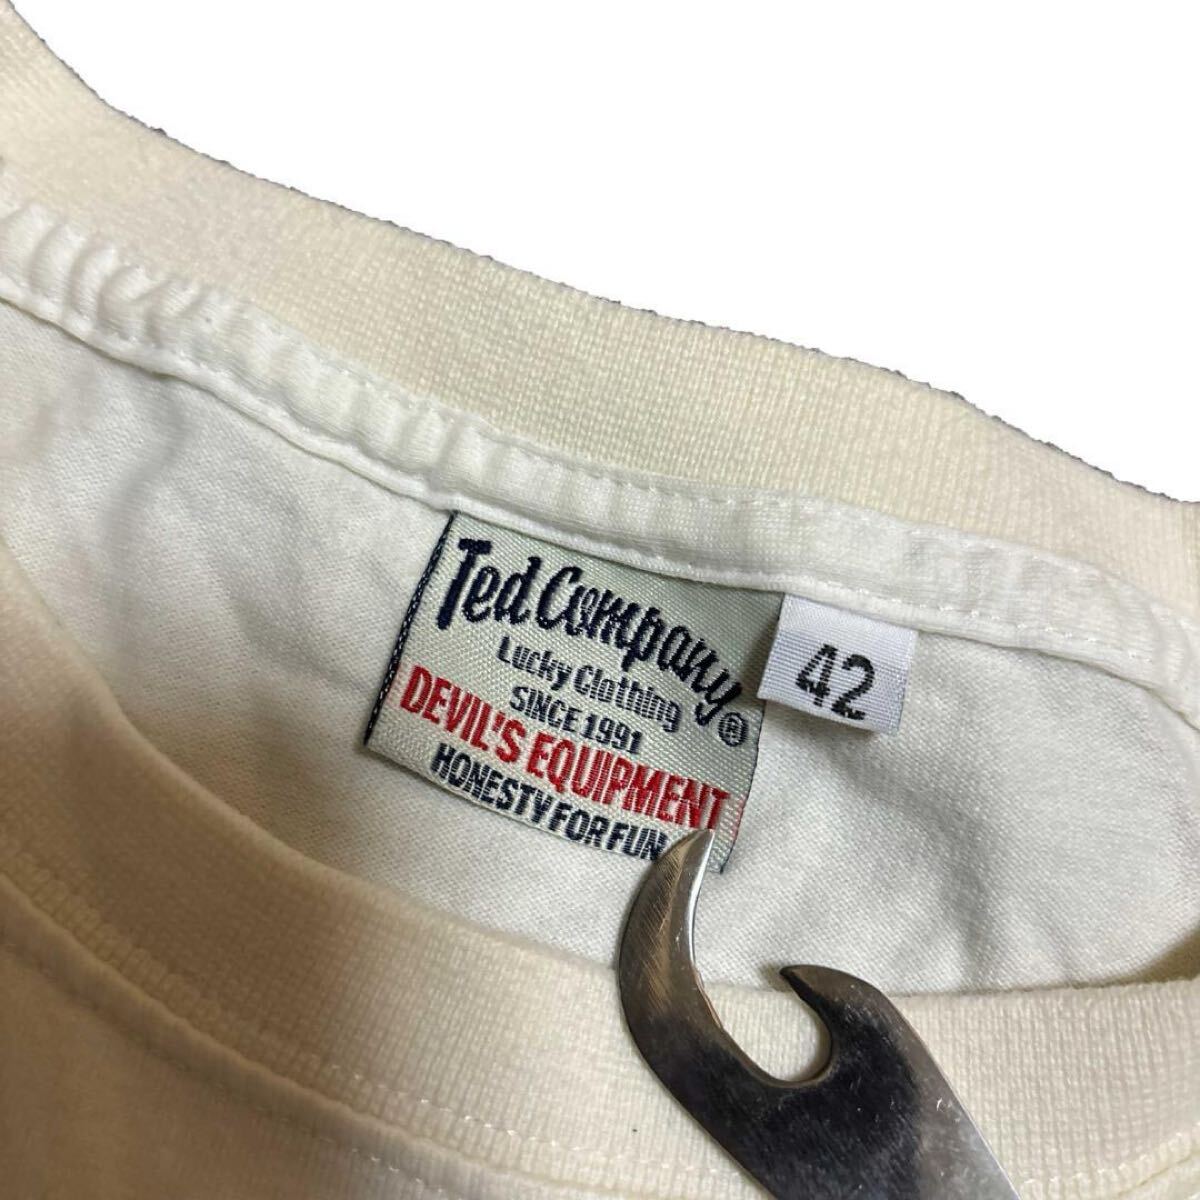 Ted Company®
Lucky Clothing
SINCE 1991
DEVIL'S EQUIPMENT
HONESTY FOR FUN
42